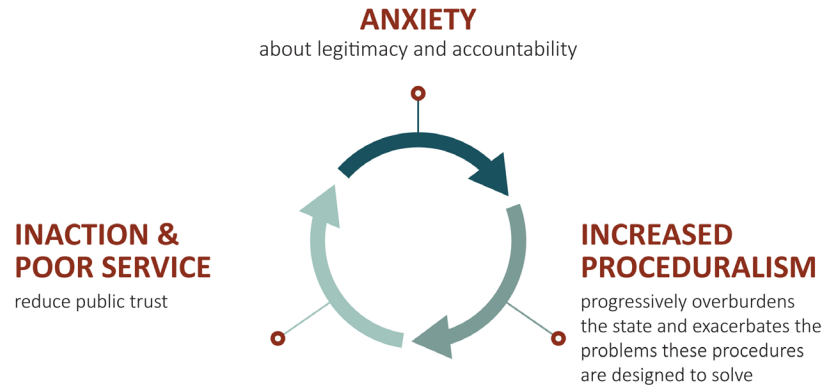 ANXIETY
about legitimacy and accountability
INACTION &
POOR SERVICE
reduce public trust
INCREASED
PROCEDURALISM
progressively overburdens
the state and exacerbates the
problems these procedures
are designed to solve